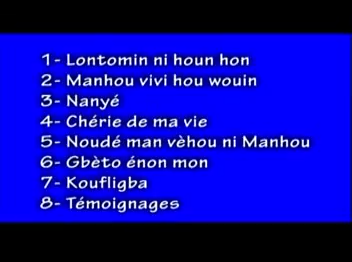 1- Lontomin ni houn hon
2- Manhou vivi hou wouin
3- Nanyé
4- Chérie de ma vie
5- Noudé man vèhou ni Manhou
6- Gbèto énon mon
7- Koufligba
8- Témoignages